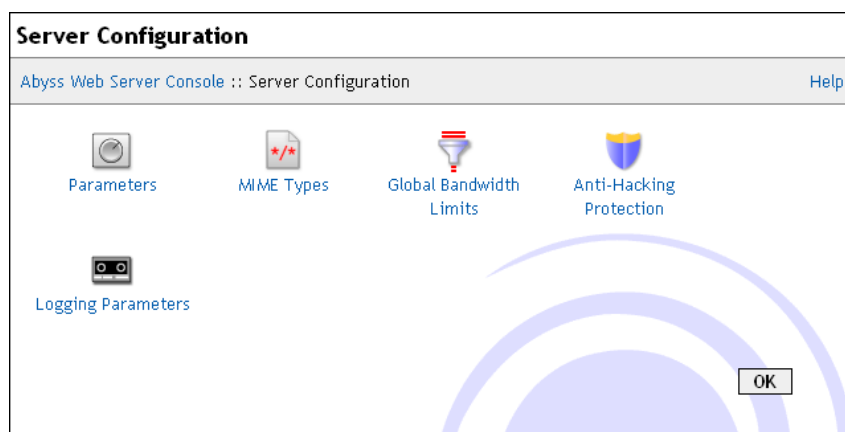 Server Configuration
Abyss Web Server Console :: Server Configuration
Help
Parameters
*/*
MIME Types
Global Bandwidth
Limits
Anti-Hacking
Protection
Logging Parameters
OK